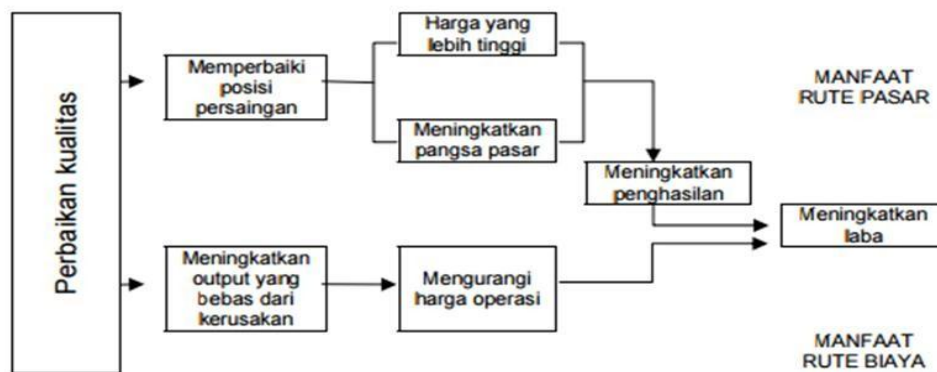 Perbaikan kualitas
Memperbaiki
posisi
persaingan
Harga yang
lebih tinggi
Meningkatkan
pangsa pasar
MANFAAT
RUTE PASAR
Meningkatkan
penghasilan
Meningkatkan
laba
Meningkatkan
output yang
bebas dari
kerusakan
Mengurangi
harga operasi
MANFAAT
RUTE BIAYA